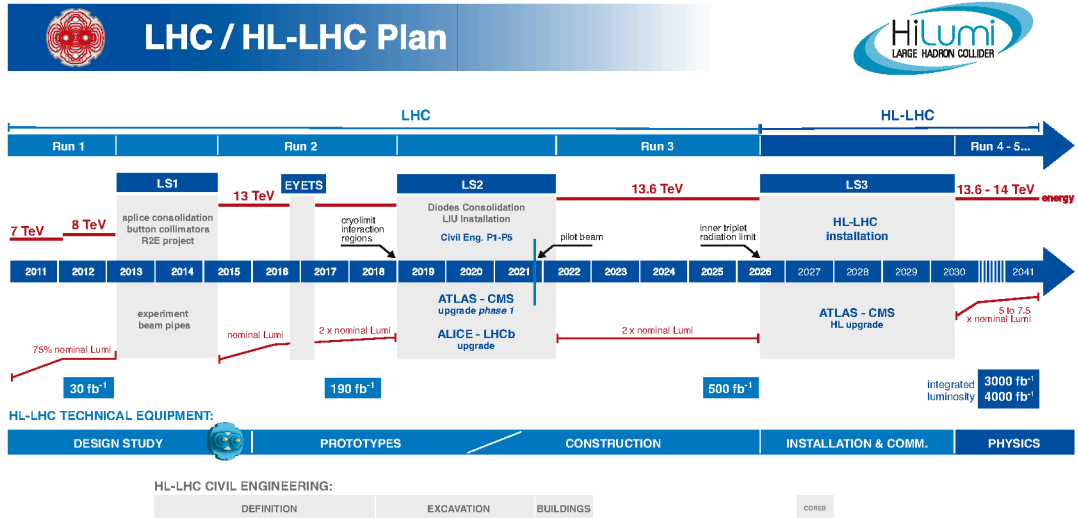 LHC / HL-LHC Plan
HiLumi
LARGE HADRON COLLIDER
LHC
HL-LHC
Run 1
Run 2
Run 3
Run 4 - 5...
LS1
EYETS
LS2
LS3
13 TeV
13.6 TeV
13.6 - 14 TeV
energy
7 TeV
8 TeV
splice consolidation
button collimators
R2E project
cryolimit
interaction
regions
Diodes Consolidation
LIU Installation
Civil Eng. P1-P5
pilot beam
inner triplet
radiation limit
HL-LHC
installation
2011
2012
2013
2014
2015
2016
2017
2018
2019
2020
2021
2022
2023
2024
2025
2026
2027
2028
2029
2030
2041
experiment
beam pipes
ATLAS - CMS
upgrade phase 1
ALICE - LHCb
upgrade
ATLAS - CMS
HL upgrade
75% nominal Lumi
nominal Lumi
2 x nominal Lumi
2 x nominal Lumi
5 to 7.5
x nominal Lumi
30 fb-1
190 fb-1
500 fb-1
integrated
luminosity
3000 fb-1
4000 fb-1
HL-LHC TECHNICAL EQUIPMENT:
DESIGN STUDY
PROTOTYPES
CONSTRUCTION
INSTALLATION & COMM.
PHYSICS
HL-LHC CIVIL ENGINEERING:
DEFINITION
EXCAVATION
BUILDINGS
CORES